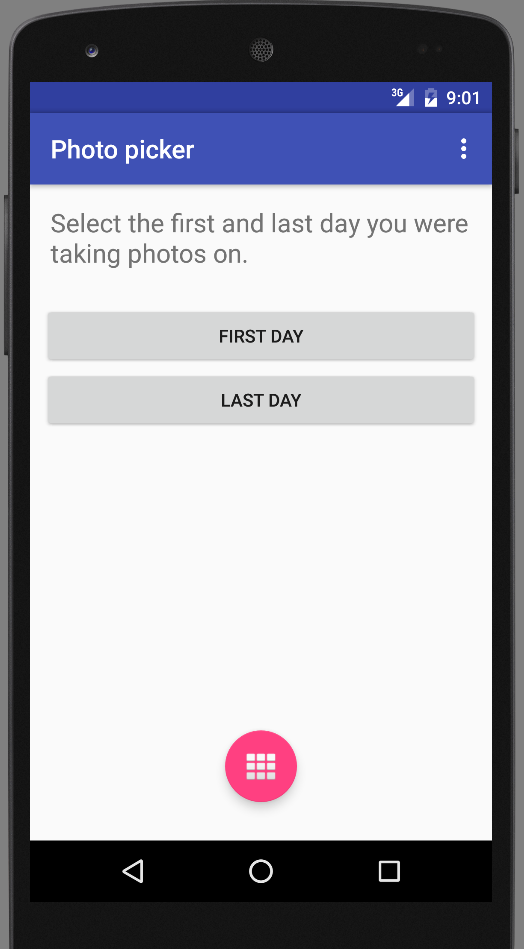 3G 9:01
Photo picker
Select the first and last day you were
taking photos on.
FIRST DAY
LAST DAY